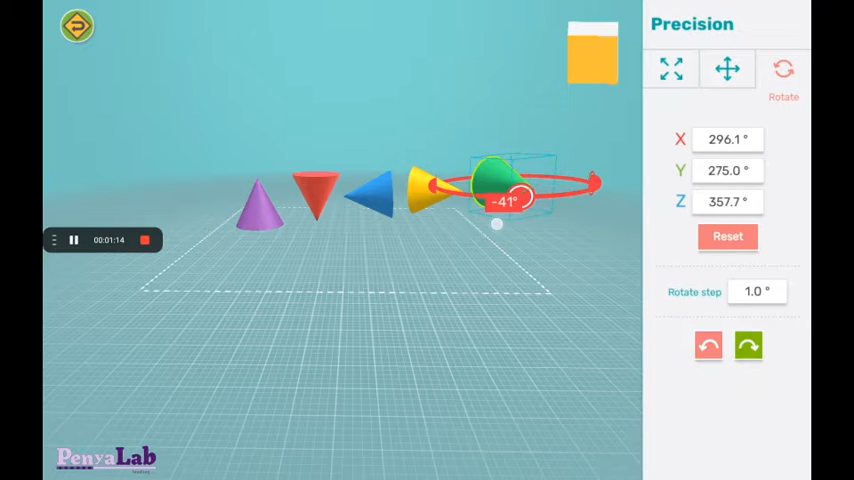 Precision
Rotate
X 296.1 °
Y 275.0 °
Z 357.7 °
-41°
00:01:14
Reset
Rotate step 1.0 °
PenyaLab